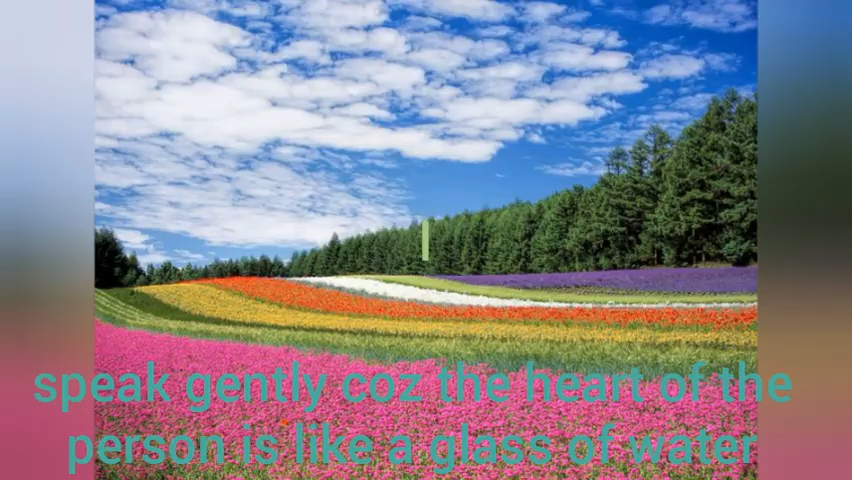 speak gently coz the heart of the
person is like a glass of water